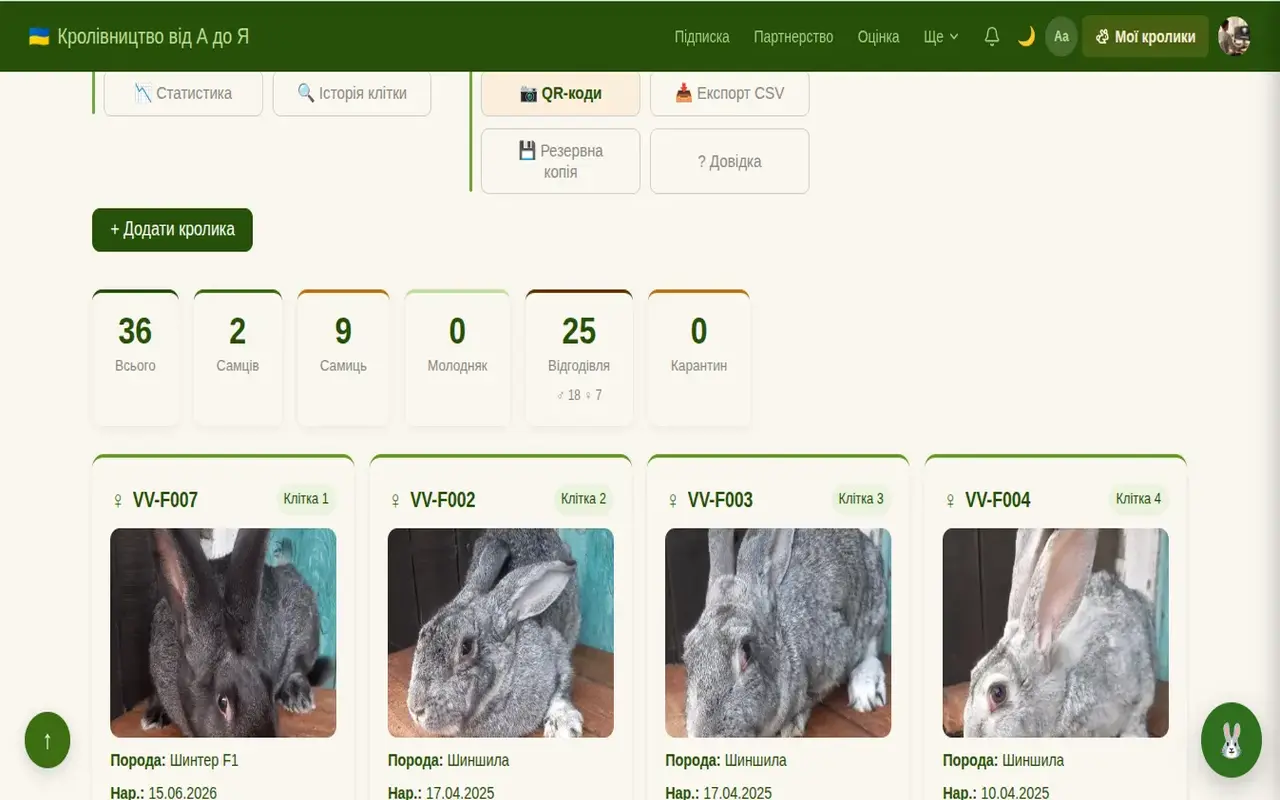 🇺🇦 Кролівництво від А до Я
Підписка
Партнерство
Оцінка
Ще
Aa
Мої кролики
📉 Статистика
🔍 Історія клітки
📷 QR-коди
📥 Експорт CSV
💾 Резервна
копія
? Довідка
+ Додати кролика
36
Всього
2
Самців
9
Самиць
0
Молодняк
25
Відгодівля
♂ 18 ♀ 7
0
Карантин
♀ VV-F007
Клітка 1
Порода: Шинтер F1
Нар.: 15.06.2026
♀ VV-F002
Клітка 2
Порода: Шиншила
Нар.: 17.04.2025
♀ VV-F003
Клітка 3
Порода: Шиншила
Нар.: 17.04.2025
♀ VV-F004
Клітка 4
Порода: Шиншила
Нар.: 10.04.2025
↑